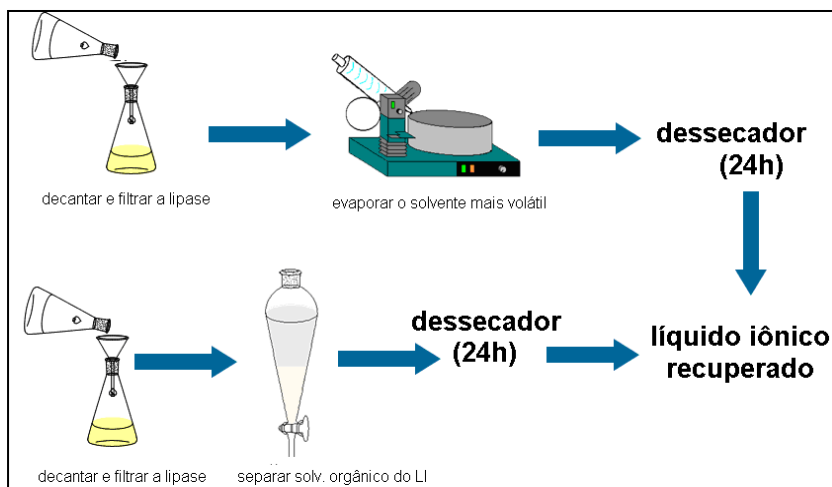 decantar e filtrar a lipase
evaporar o solvente mais volátil
dessecador
(24h)
dessecador
(24h)
líquido iônico
recuperado
decantar e filtrar a lipase
separar solv. orgânico do LI